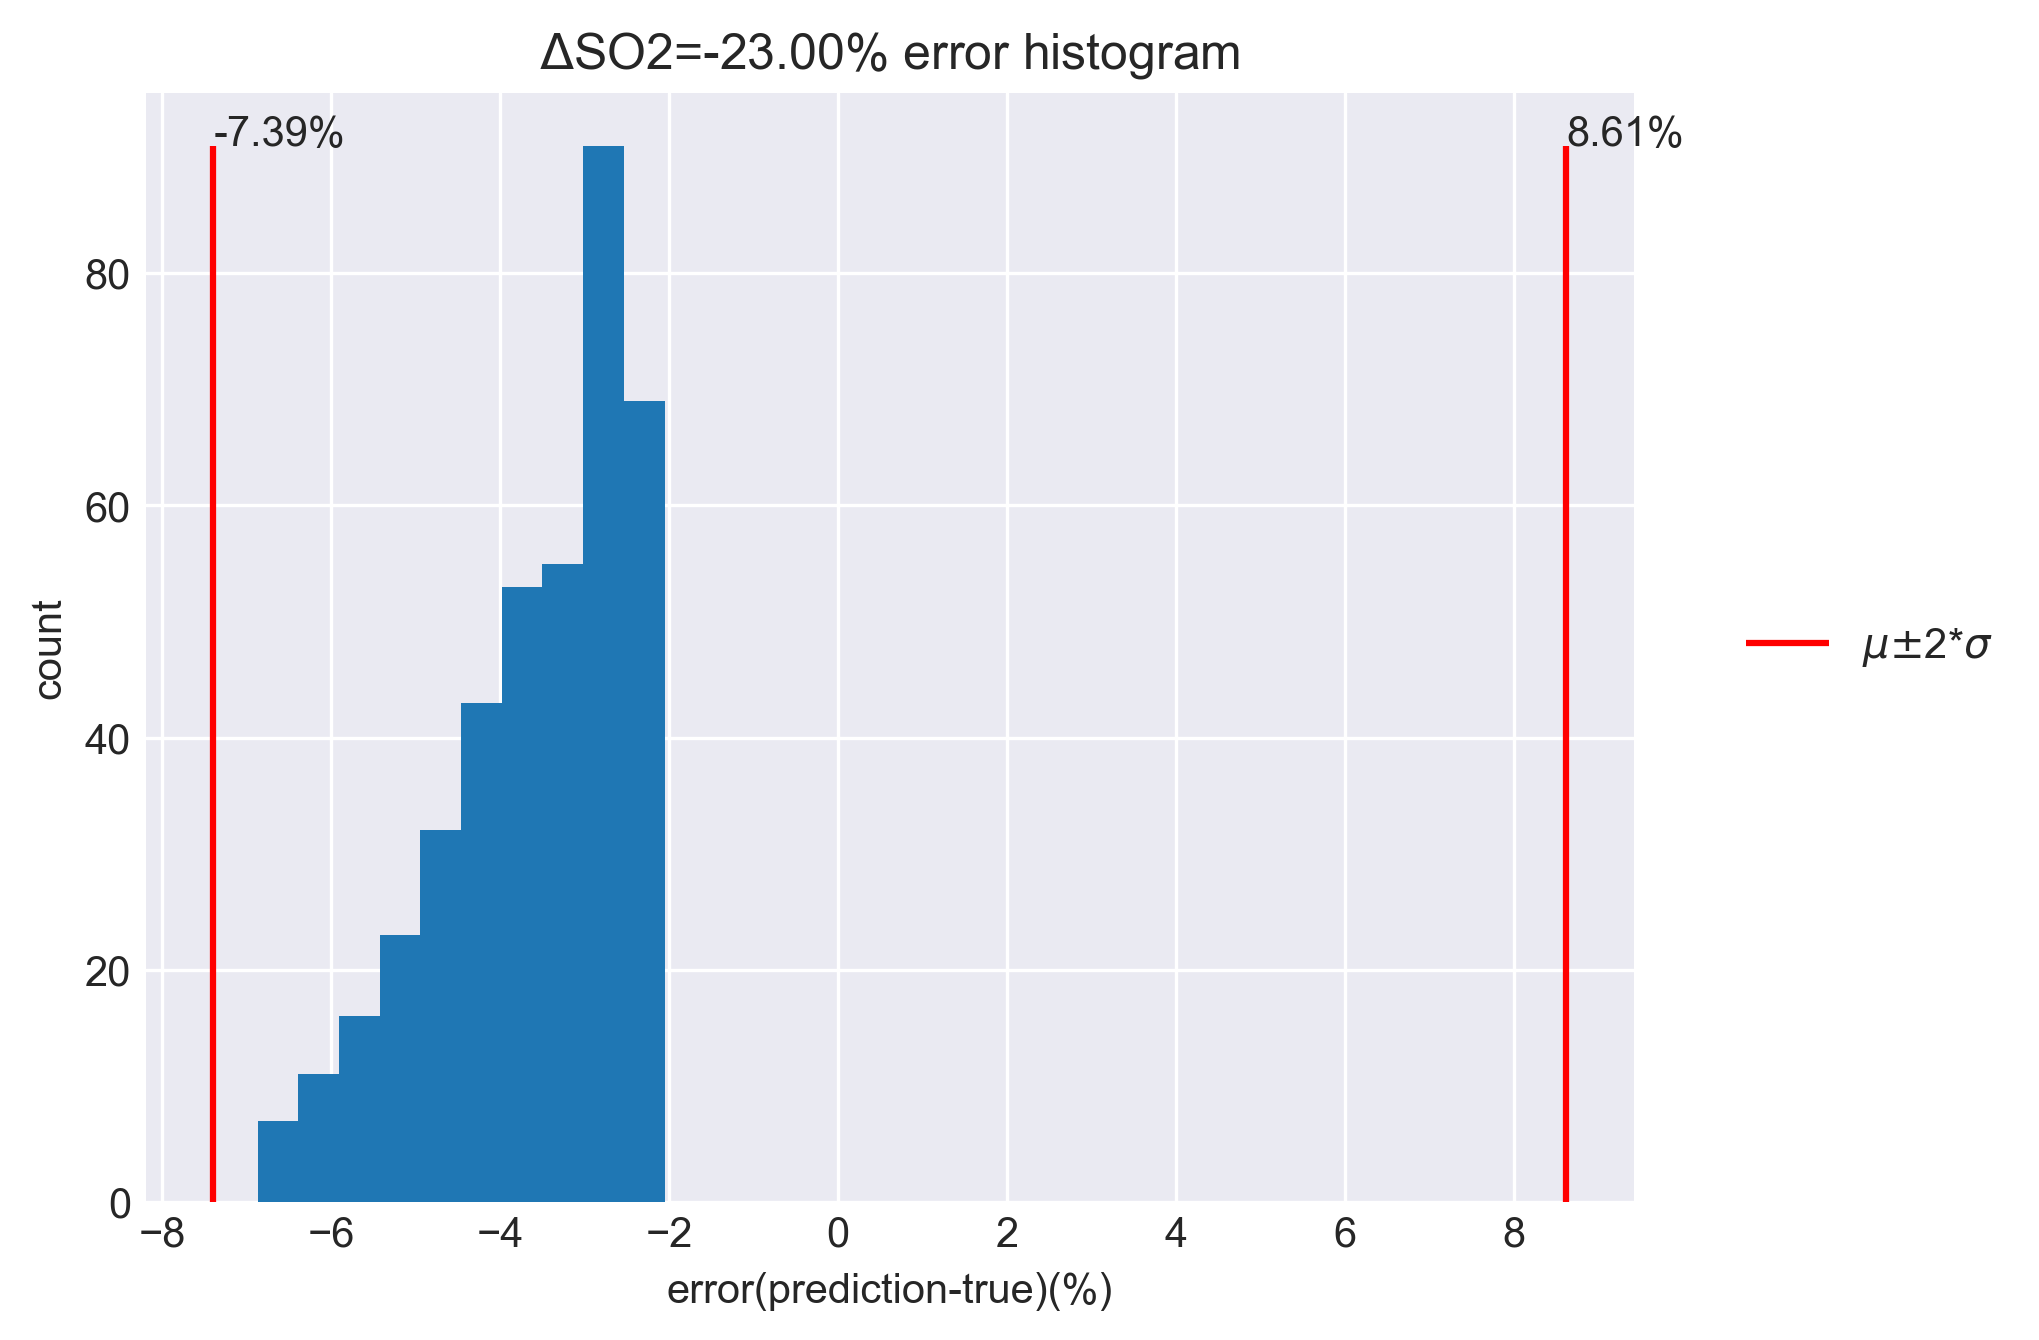 ΔSO2=-23.00% error histogram
-7.39%
8.61%
80
60
40
20
0
count
−8 −6 −4 −2 0 2 4 6 8
error(prediction-true)(%)
μ±2*σ